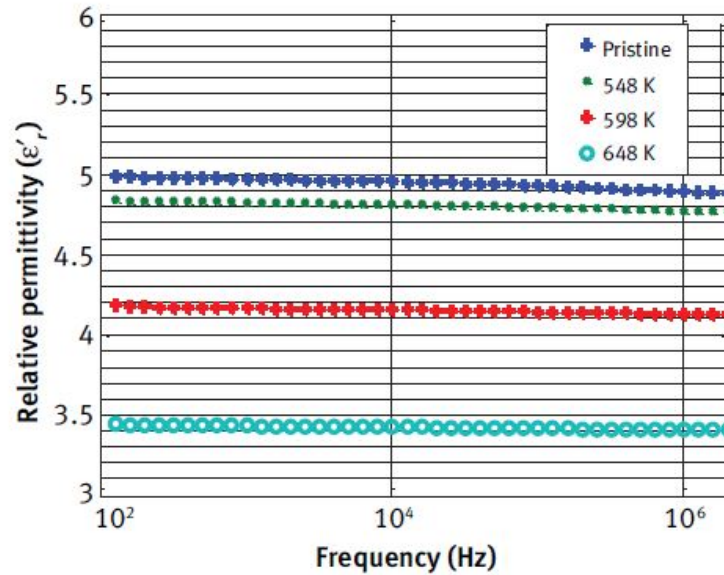 6
5.5
5
4.5
4
3.5
3
Relative permittivity (ε′r)
Pristine
548 K
598 K
648 K
10²
10⁴
10⁶
Frequency (Hz)